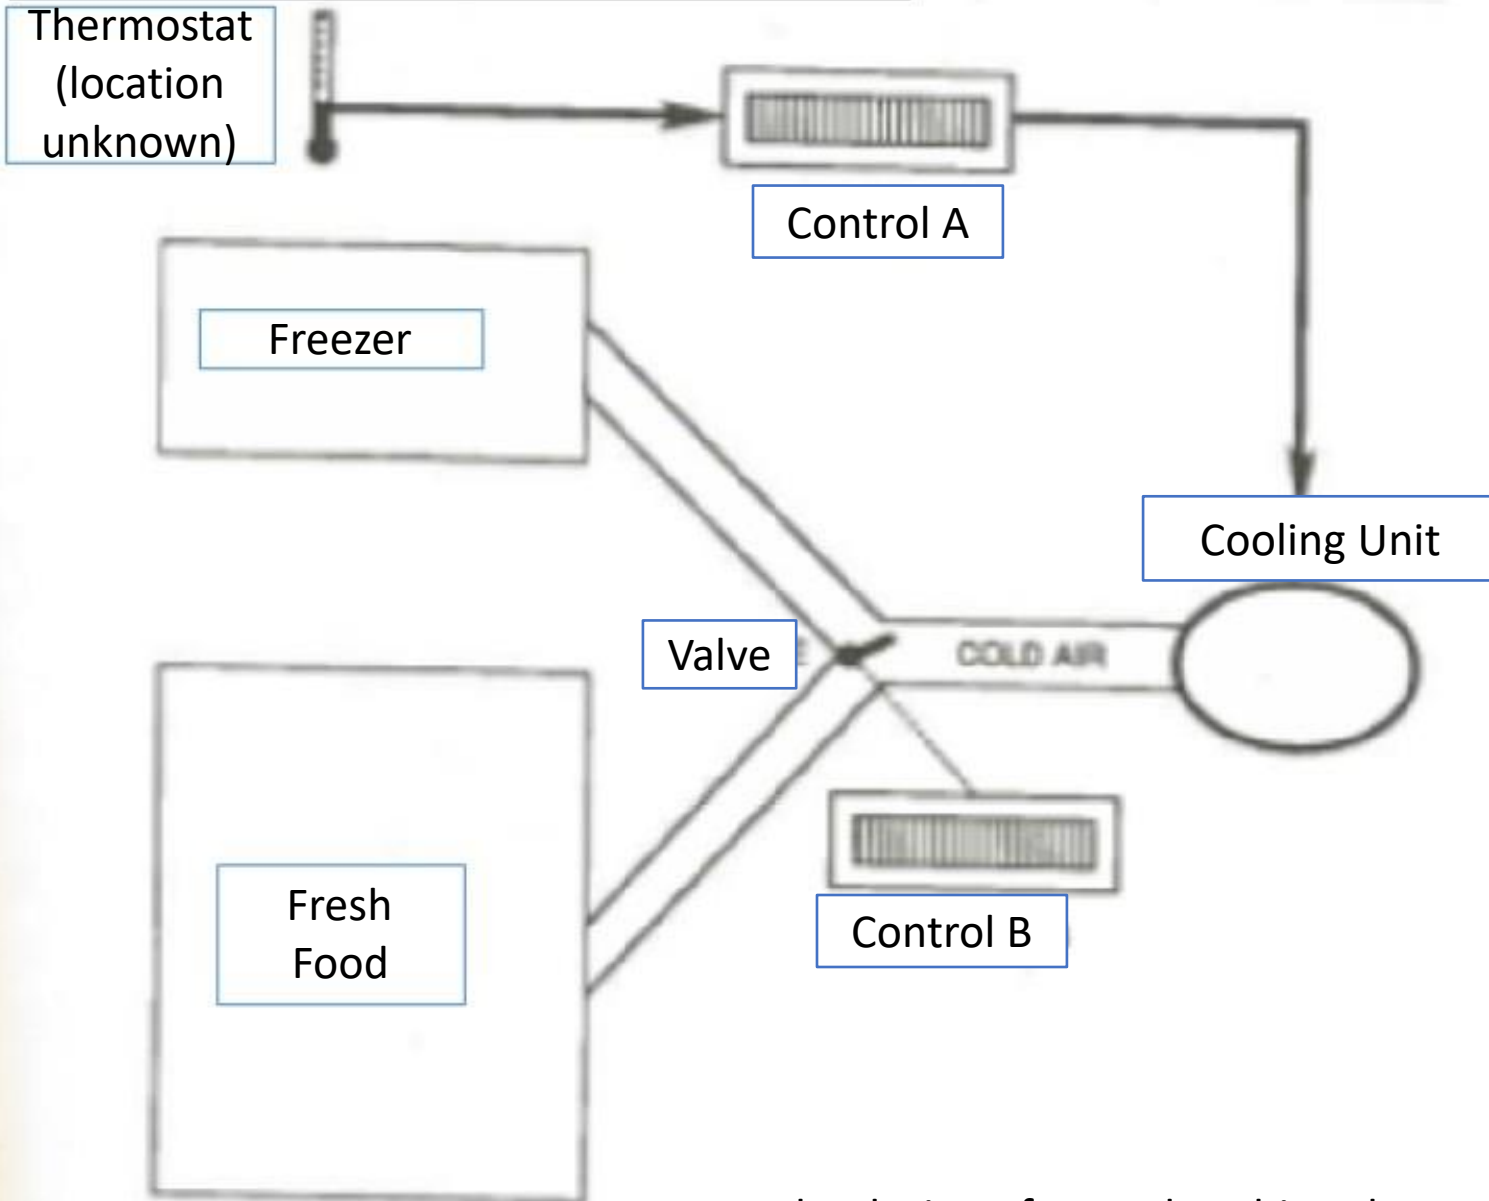 Thermostat
(location
unknown)
Control A
Freezer
Cooling Unit
Valve
COLD AIR
Fresh
Food
Control B